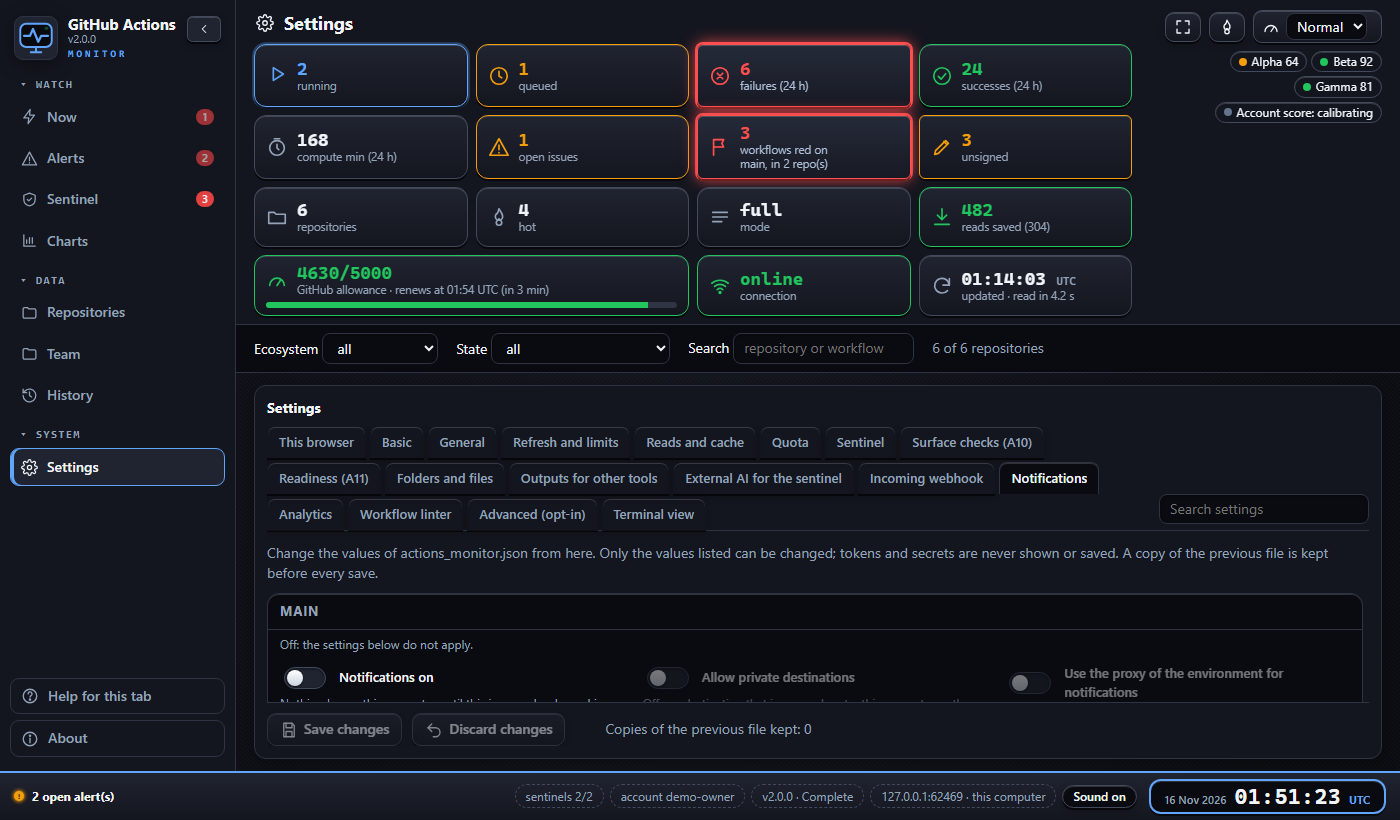 GitHub Actions
v2.0.0
MONITOR
WATCH
Now 1
Alerts 2
Sentinel 3
Charts
DATA
Repositories
Team
History
SYSTEM
Settings
Help for this tab
About
Settings
Normal
Alpha 64
Beta 92
Gamma 81
Account score: calibrating
2
running
1
queued
6
failures (24 h)
24
successes (24 h)
168
compute min (24 h)
1
open issues
3
workflows red on
main, in 2 repo(s)
3
unsigned
6
repositories
4
hot
full
mode
482
reads saved (304)
4630/5000
GitHub allowance · renews at 01:54 UTC (in 3 min)
online
connection
01:14:03 UTC
updated · read in 4.2 s
Ecosystem all State all Search repository or workflow 6 of 6 repositories
Settings
This browser Basic General Refresh and limits Reads and cache Quota Sentinel Surface checks (A10)
Readiness (A11) Folders and files Outputs for other tools External AI for the sentinel Incoming webhook Notifications
Analytics Workflow linter Advanced (opt-in) Terminal view Search settings
Change the values of actions_monitor.json from here. Only the values listed can be changed; tokens and secrets are never shown or saved. A copy of the previous file is kept
before every save.
MAIN
Off: the settings below do not apply.
Notifications on
Allow private destinations
Use the proxy of the environment for
notifications
Save changes Discard changes Copies of the previous file kept: 0
2 open alert(s) sentinels 2/2 account demo-owner v2.0.0 · Complete 127.0.0.1:62469 · this computer Sound on 16 Nov 2026 01:51:23 UTC